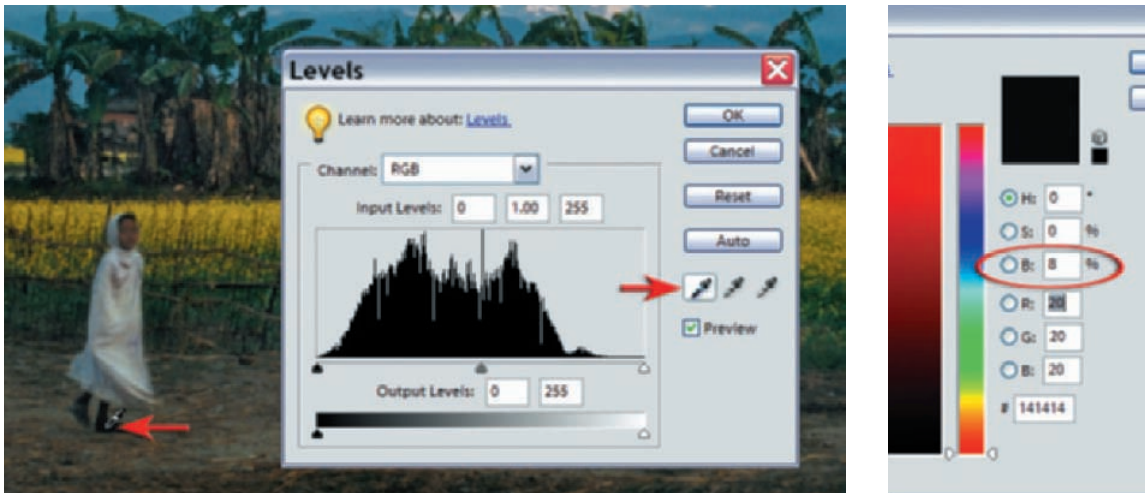 Levels
Learn more about: Levels
OK
Cancel
Channel: RGB
Reset
Input Levels: 0 1.00 255
Auto
Preview
Output Levels: 0 255
H: 0 °
S: 0 %
B: 8 %
R: 20
G: 20
B: 20
# 141414